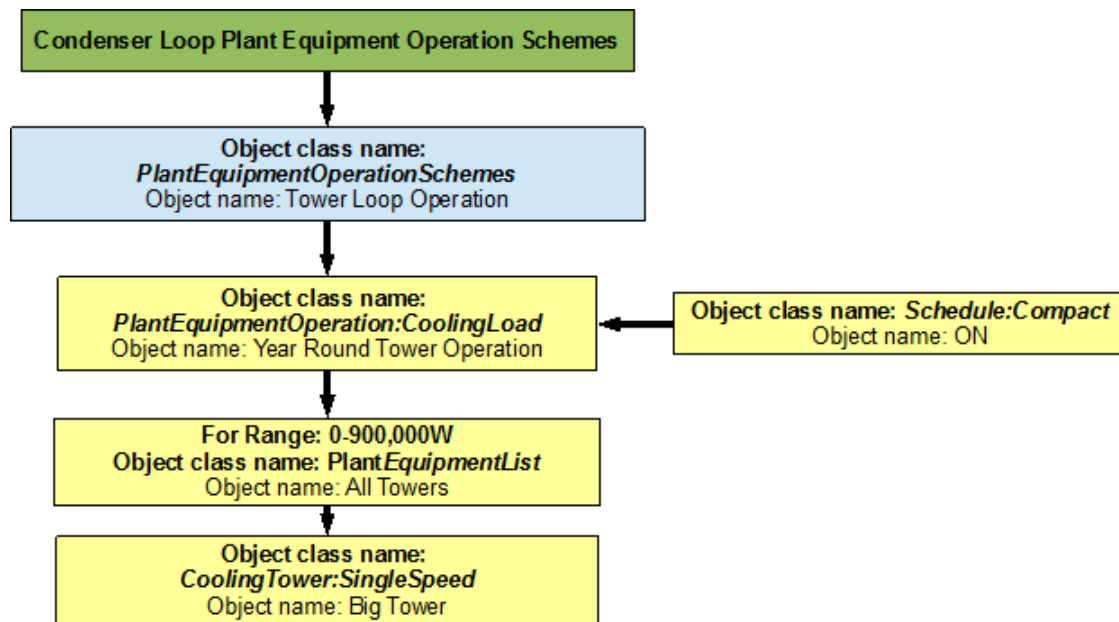 Condenser Loop Plant Equipment Operation Schemes
Object class name:
PlantEquipmentOperationSchemes
Object name: Tower Loop Operation
Object class name:
PlantEquipmentOperation:CoolingLoad
Object name: Year Round Tower Operation
Object class name: Schedule:Compact
Object name: ON
For Range: 0-900,000W
Object class name: PlantEquipmentList
Object name: All Towers
Object class name:
CoolingTower:SingleSpeed
Object name: Big Tower